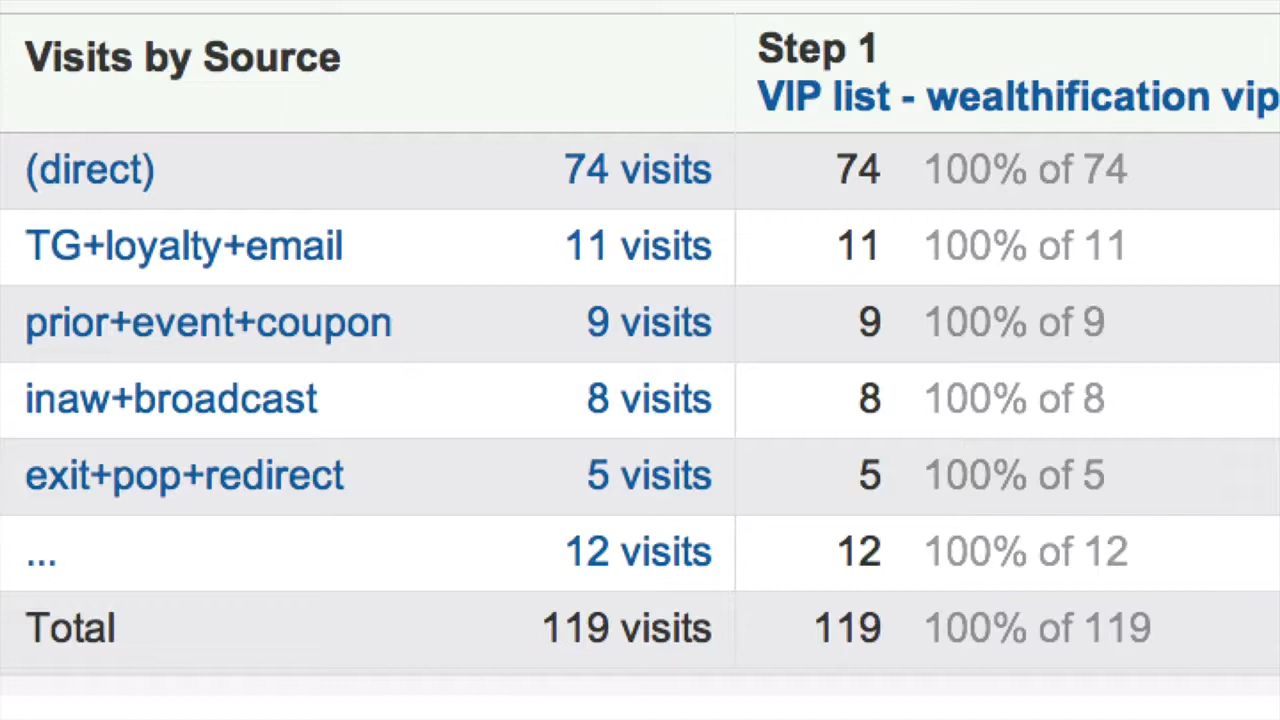 Visits by Source
Step 1
VIP list - wealthification vip
(direct) 74 visits 74 100% of 74
TG+loyalty+email 11 visits 11 100% of 11
prior+event+coupon 9 visits 9 100% of 9
inaw+broadcast 8 visits 8 100% of 8
exit+pop+redirect 5 visits 5 100% of 5
... 12 visits 12 100% of 12
Total 119 visits 119 100% of 119